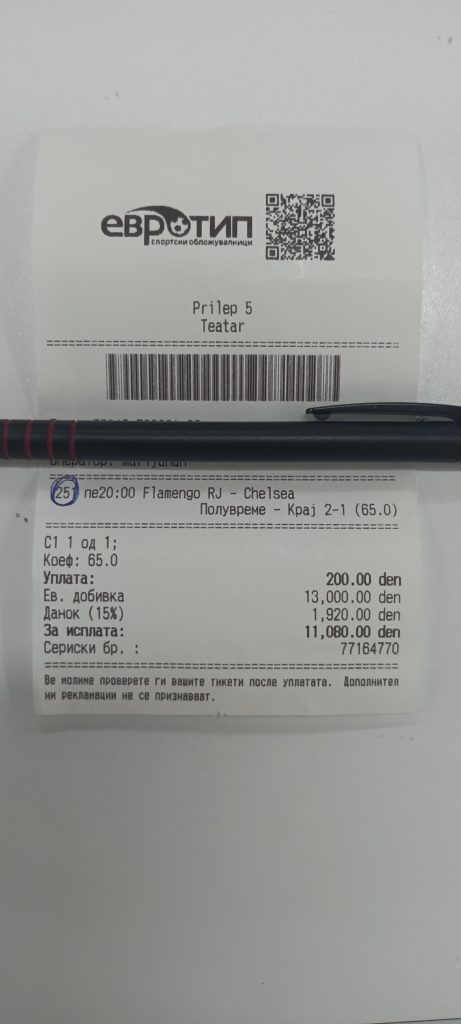 евротип
спортски обложувалници
Prilep 5
Teatar
========================================
Оператор:
========================================
251 пе20:00 Flamengo RJ - Chelsea
Полувреме - Крај 2-1 (65.0)
========================================
С1 1 од 1;
Коеф: 65.0
Уплата: 200.00 den
Ев. добивка 13,000.00 den
Данок (15%) 1,920.00 den
За исплата: 11,080.00 den
Сериски бр. : 77164770
========================================
Ве молиме проверете ги вашите тикети после уплатата. Дополнител
ни рекламации не се признаваат.